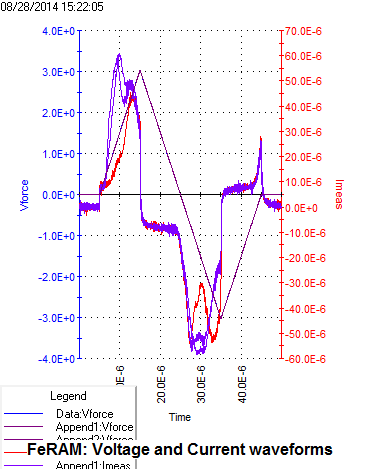 08/28/2014 15:22:05
4.0E+0
3.0E+0
2.0E+0
1.0E+0
0.0E+0
-1.0E+0
-2.0E+0
-3.0E+0
-4.0E+0
Vforce
70.0E-6
60.0E-6
50.0E-6
40.0E-6
30.0E-6
20.0E-6
10.0E-6
0.0E+0
-10.0E-6
-20.0E-6
-30.0E-6
-40.0E-6
-50.0E-6
-60.0E-6
Imeas
20.0E-6
30.0E-6
40.0E-6
Time
Legend
Data:Vforce
Append1:Vforce
Append2:Vforce
FeRAM: Voltage and Current waveforms
Append1:Imeas